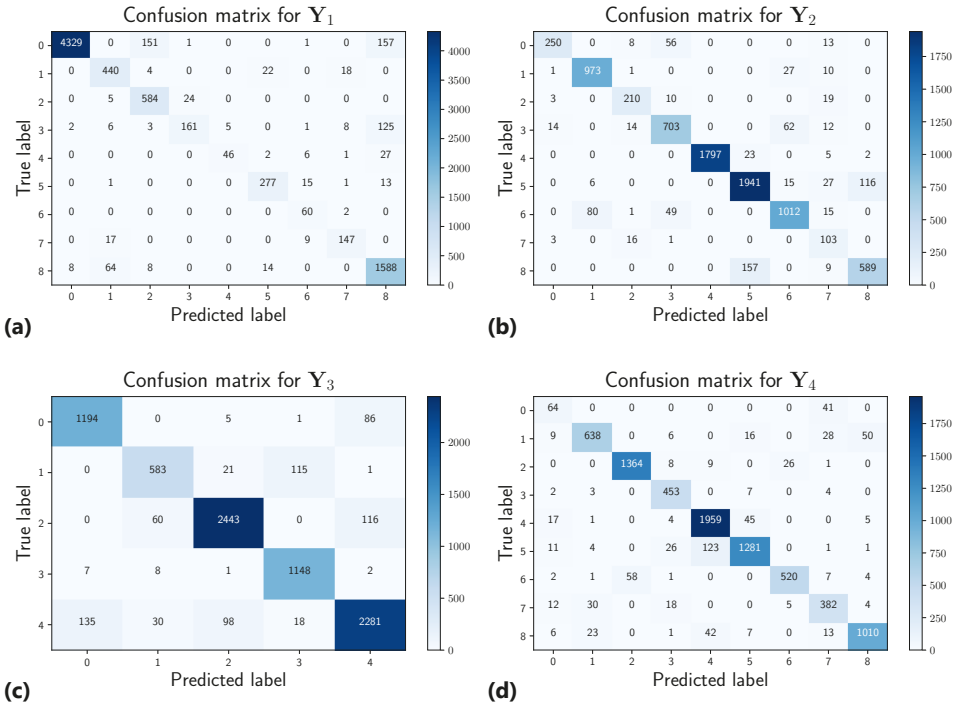 Confusion matrix for Y1
True label
0 4329 0 151 1 0 0 1 0 157
1 0 440 4 0 0 22 0 18 0
2 0 5 584 24 0 0 0 0 0
3 2 6 3 161 5 0 1 8 125
4 0 0 0 0 46 2 6 1 27
5 0 1 0 0 0 277 15 1 13
6 0 0 0 0 0 0 60 2 0
7 0 17 0 0 0 0 9 147 0
8 8 64 8 0 0 14 0 0 1588
0 1 2 3 4 5 6 7 8
Predicted label
4000
3500
3000
2500
2000
1500
1000
500
0
(a)
Confusion matrix for Y2
True label
0 250 0 8 56 0 0 0 13 0
1 1 973 1 0 0 0 27 10 0
2 3 0 210 10 0 0 0 19 0
3 14 0 14 703 0 0 62 12 0
4 0 0 0 0 1797 23 0 5 2
5 0 6 0 0 0 1941 15 27 116
6 0 80 1 49 0 0 1012 15 0
7 3 0 16 1 0 0 0 103 0
8 0 0 0 0 0 157 0 9 589
0 1 2 3 4 5 6 7 8
Predicted label
1750
1500
1250
1000
750
500
250
0
(b)
Confusion matrix for Y3
True label
0 1194 0 5 1 86
1 0 583 21 115 1
2 0 60 2443 0 116
3 7 8 1 1148 2
4 135 30 98 18 2281
0 1 2 3 4
Predicted label
2000
1500
1000
500
0
(c)
Confusion matrix for Y4
True label
0 64 0 0 0 0 0 0 41 0
1 9 638 0 6 0 16 0 28 50
2 0 0 1364 8 9 0 26 1 0
3 2 3 0 453 0 7 0 4 0
4 17 1 0 4 1959 45 0 0 5
5 11 4 0 26 123 1281 0 1 1
6 2 1 58 1 0 0 520 7 4
7 12 30 0 18 0 0 5 382 4
8 6 23 0 1 42 7 0 13 1010
0 1 2 3 4 5 6 7 8
Predicted label
1750
1500
1250
1000
750
500
250
0
(d)